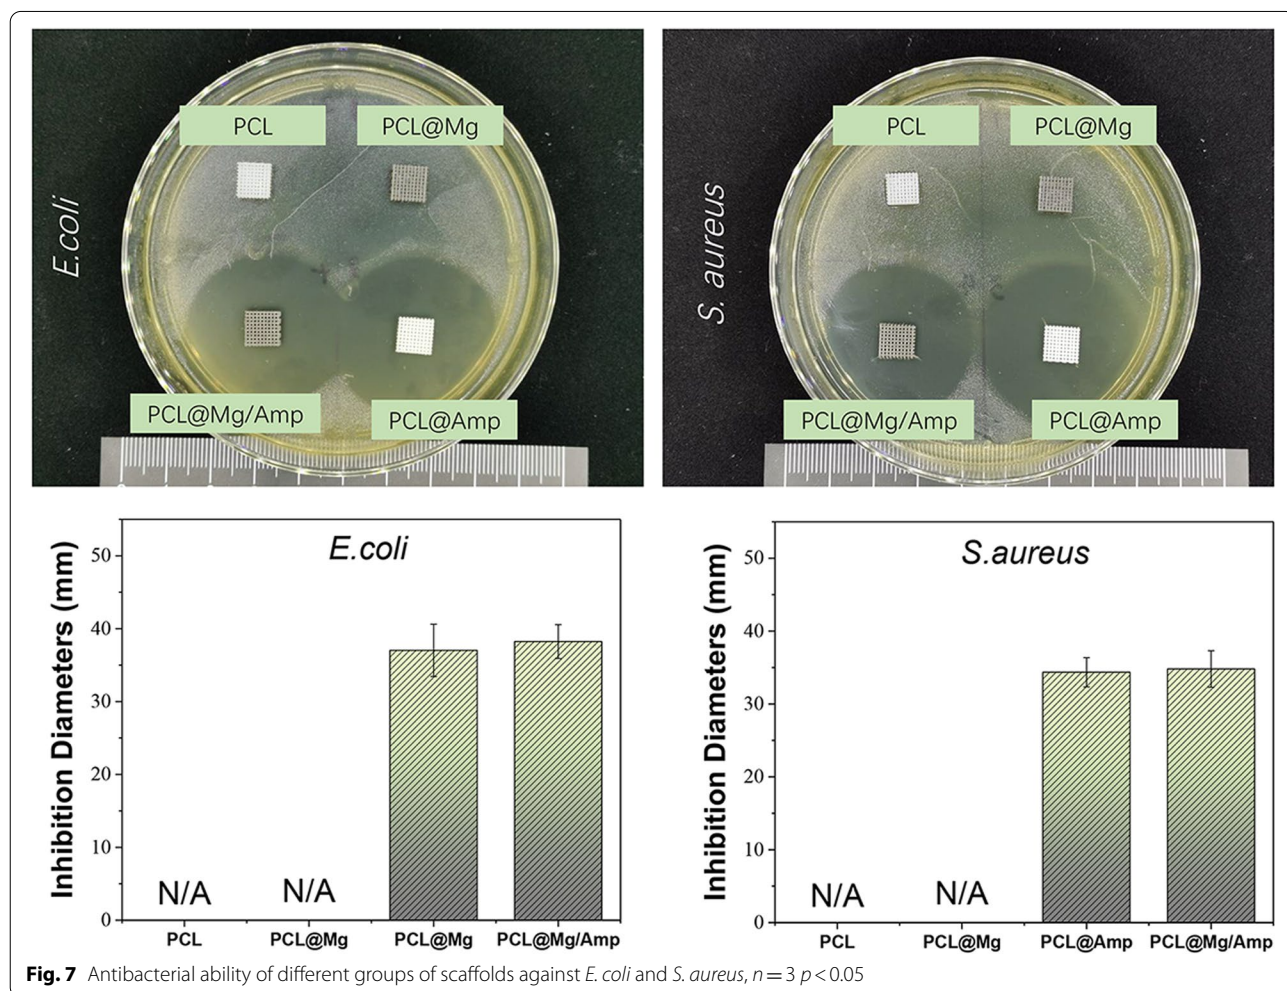 E.coli
PCL
PCL@Mg
PCL@Mg/Amp
PCL@Amp
S. aureus
PCL
PCL@Mg
PCL@Mg/Amp
PCL@Amp
E.coli
Inhibition Diameters (mm)
50
40
30
20
10
0
N/A
N/A
PCL
PCL@Mg
PCL@Mg
PCL@Mg/Amp
S.aureus
Inhibition Diameters (mm)
50
40
30
20
10
0
N/A
N/A
PCL
PCL@Mg
PCL@Amp
PCL@Mg/Amp
Fig. 7 Antibacterial ability of different groups of scaffolds against E. coli and S. aureus, n = 3 p < 0.05